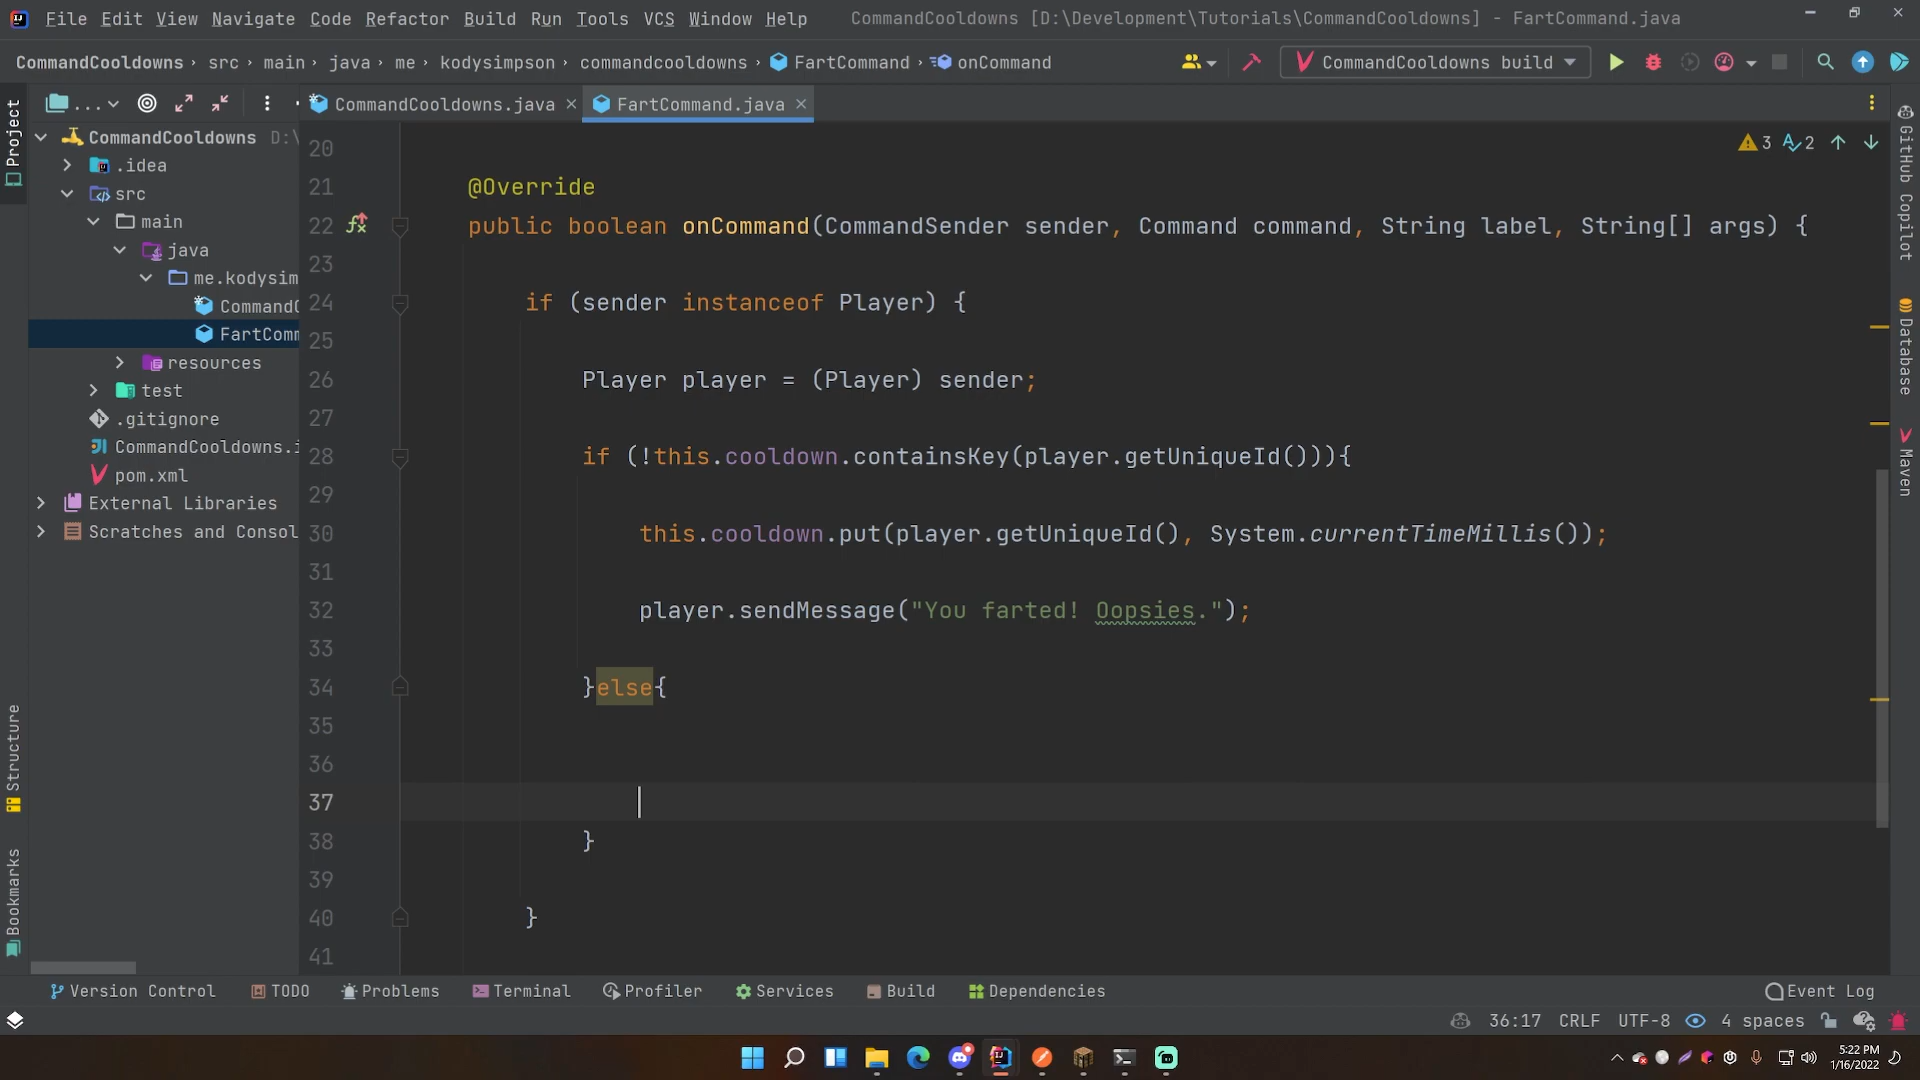 File Edit View Navigate Code Refactor Build Run Tools VCS Window Help CommandCooldowns [D:\Development\Tutorials\CommandCooldowns] - FartCommand.java
CommandCooldowns › src › main › java › me › kodysimpson › commandcooldowns › FartCommand › onCommand
CommandCooldowns build
Project
...
CommandCooldowns.java
FartCommand.java
CommandCooldowns D:\
.idea
src
main
java
me.kodysim
CommandC
FartComm
resources
test
.gitignore
CommandCooldowns.i
pom.xml
External Libraries
Scratches and Consol
Structure
Bookmarks
3 2
20
21 @Override
22 public boolean onCommand(CommandSender sender, Command command, String label, String[] args) {
23
24 if (sender instanceof Player) {
25
26 Player player = (Player) sender;
27
28 if (!this.cooldown.containsKey(player.getUniqueId())){
29
30 this.cooldown.put(player.getUniqueId(), System.currentTimeMillis());
31
32 player.sendMessage("You farted! Oopsies.");
33
34 }else{
35
36
37
38 }
39
40 }
41
GitHub Copilot
Database
Maven
Version Control TODO Problems Terminal Profiler Services Build Dependencies Event Log
36:17 CRLF UTF-8 4 spaces
5:22 PM
1/16/2022